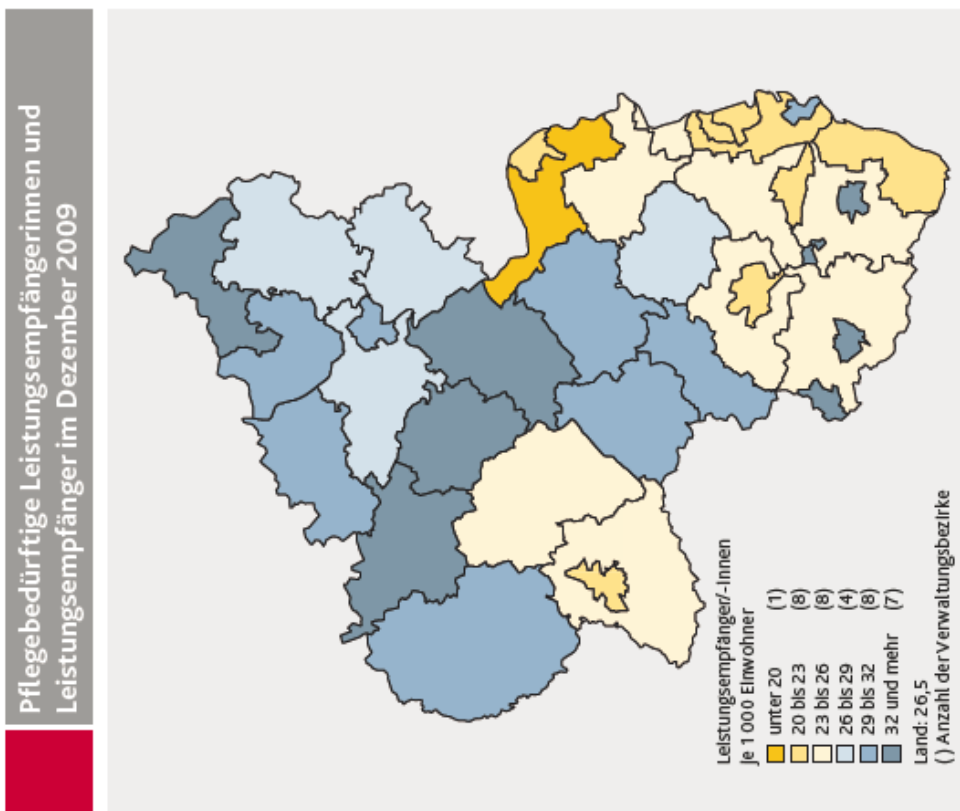 Pflegebedürftige Leistungsempfängerinnen und
Leistungsempfänger im Dezember 2009
Leistungsempfänger/-innen
je 1 000 Einwohner
unter 20 (1)
20 bis 23 (8)
23 bis 26 (8)
26 bis 29 (4)
29 bis 32 (8)
32 und mehr (7)
Land: 26,5
( ) Anzahl der Verwaltungsbezirke